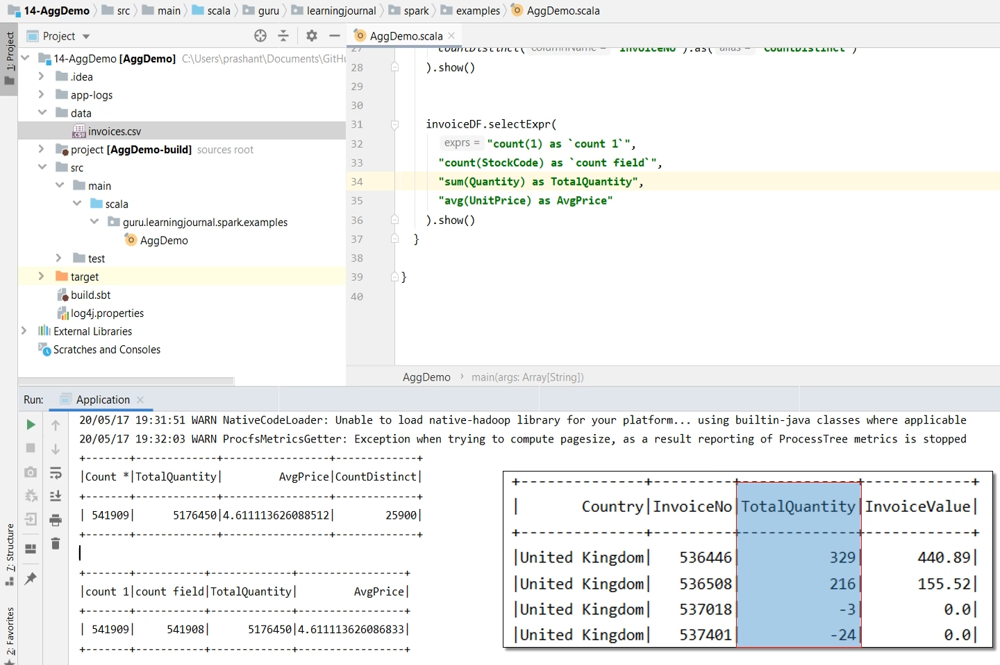 14-AggDemo src main scala guru learningjournal spark examples AggDemo.scala
1: Project
Project
14-AggDemo [AggDemo] C:\Users\prashant\Documents\GitHu
.idea
app-logs
data
invoices.csv
project [AggDemo-build] sources root
src
main
scala
guru.learningjournal.spark.examples
AggDemo
test
target
build.sbt
log4j.properties
External Libraries
Scratches and Consoles
AggDemo.scala
27 countDistinct( columnName = "InvoiceNo").as( alias = "CountDistinct")
28 ).show()
29
30
31 invoiceDF.selectExpr(
32 exprs = "count(1) as `count 1`",
33 "count(StockCode) as `count field`",
34 "sum(Quantity) as TotalQuantity",
35 "avg(UnitPrice) as AvgPrice"
36 ).show()
37 }
38
39 }
40
AggDemo main(args: Array[String])
Run: Application
20/05/17 19:31:51 WARN NativeCodeLoader: Unable to load native-hadoop library for your platform... using builtin-java classes where applicable
20/05/17 19:32:03 WARN ProcfsMetricsGetter: Exception when trying to compute pagesize, as a result reporting of ProcessTree metrics is stopped
+-------+-------------+-----------------+-------------+
|Count *|TotalQuantity| AvgPrice|CountDistinct|
+-------+-------------+-----------------+-------------+
| 541909| 5176450|4.611113626088512| 25900|
+-------+-------------+-----------------+-------------+
+-------+-----------+-------------+-----------------+
|count 1|count field|TotalQuantity| AvgPrice|
+-------+-----------+-------------+-----------------+
| 541909| 541908| 5176450|4.611113626086833|
+-------+-----------+-------------+-----------------+
+--------------+---------+-------------+------------+
| Country|InvoiceNo|TotalQuantity|InvoiceValue|
+--------------+---------+-------------+------------+
|United Kingdom| 536446| 329| 440.89|
|United Kingdom| 536508| 216| 155.52|
|United Kingdom| 537018| -3| 0.0|
|United Kingdom| 537401| -24| 0.0|
7: Structure
2: Favorites